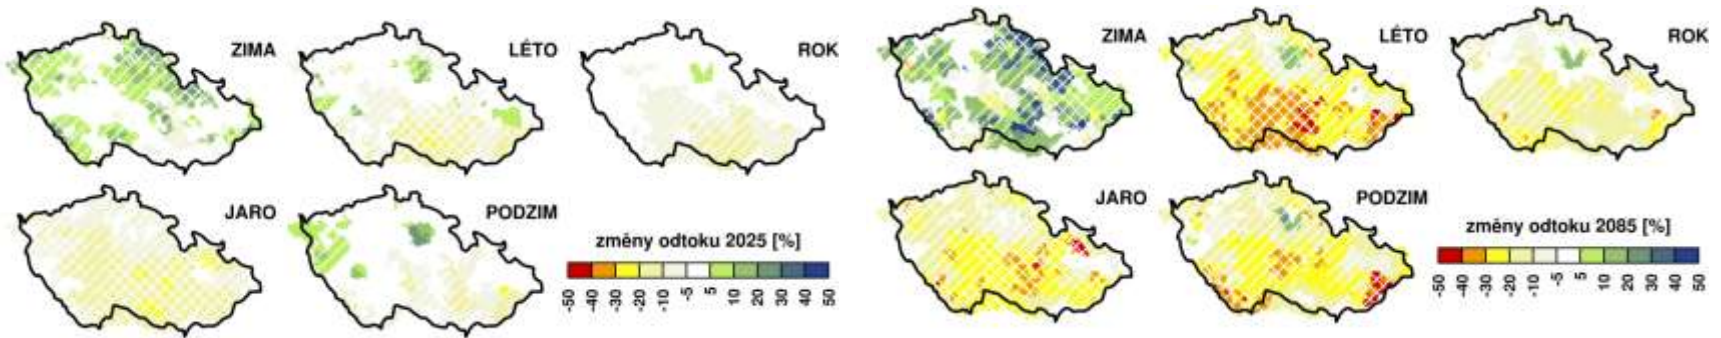 ZIMA
LÉTO
ROK
JARO
PODZIM
změny odtoku 2025 [%]
-50 -40 -30 -20 -10 -5 5 10 20 30 40 50
ZIMA
LÉTO
ROK
JARO
PODZIM
změny odtoku 2085 [%]
-50 -40 -30 -20 -10 -5 5 10 20 30 40 50